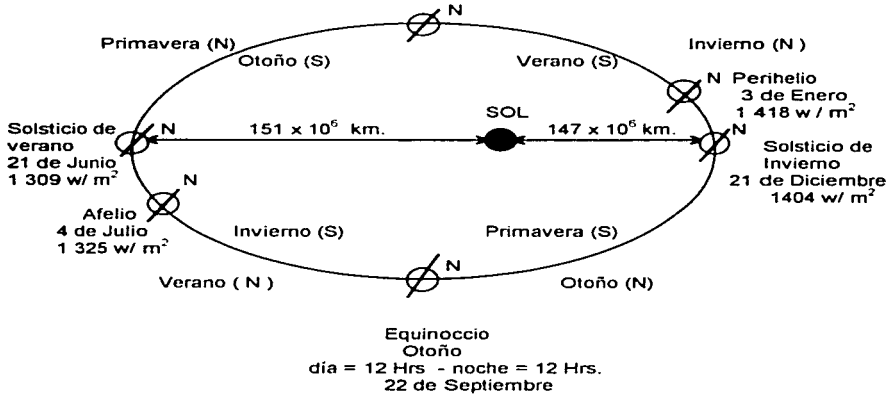 N
Primavera (N)
Otoño (S)
Verano (S)
Invierno (N )
N
Perihelio
3 de Enero
1 418 w / m²
SOL
Solsticio de
verano
21 de Junio
1 309 w/ m²
N
151 x 10⁶ km.
147 x 10⁶ km.
N
Solsticio de
Invierno
21 de Diciembre
1404 w/ m²
N
Afelio
4 de Julio
1 325 w/ m²
Invierno (S)
Primavera (S)
Verano ( N )
N
Otoño (N)
Equinoccio
Otoño
día = 12 Hrs - noche = 12 Hrs.
22 de Septiembre